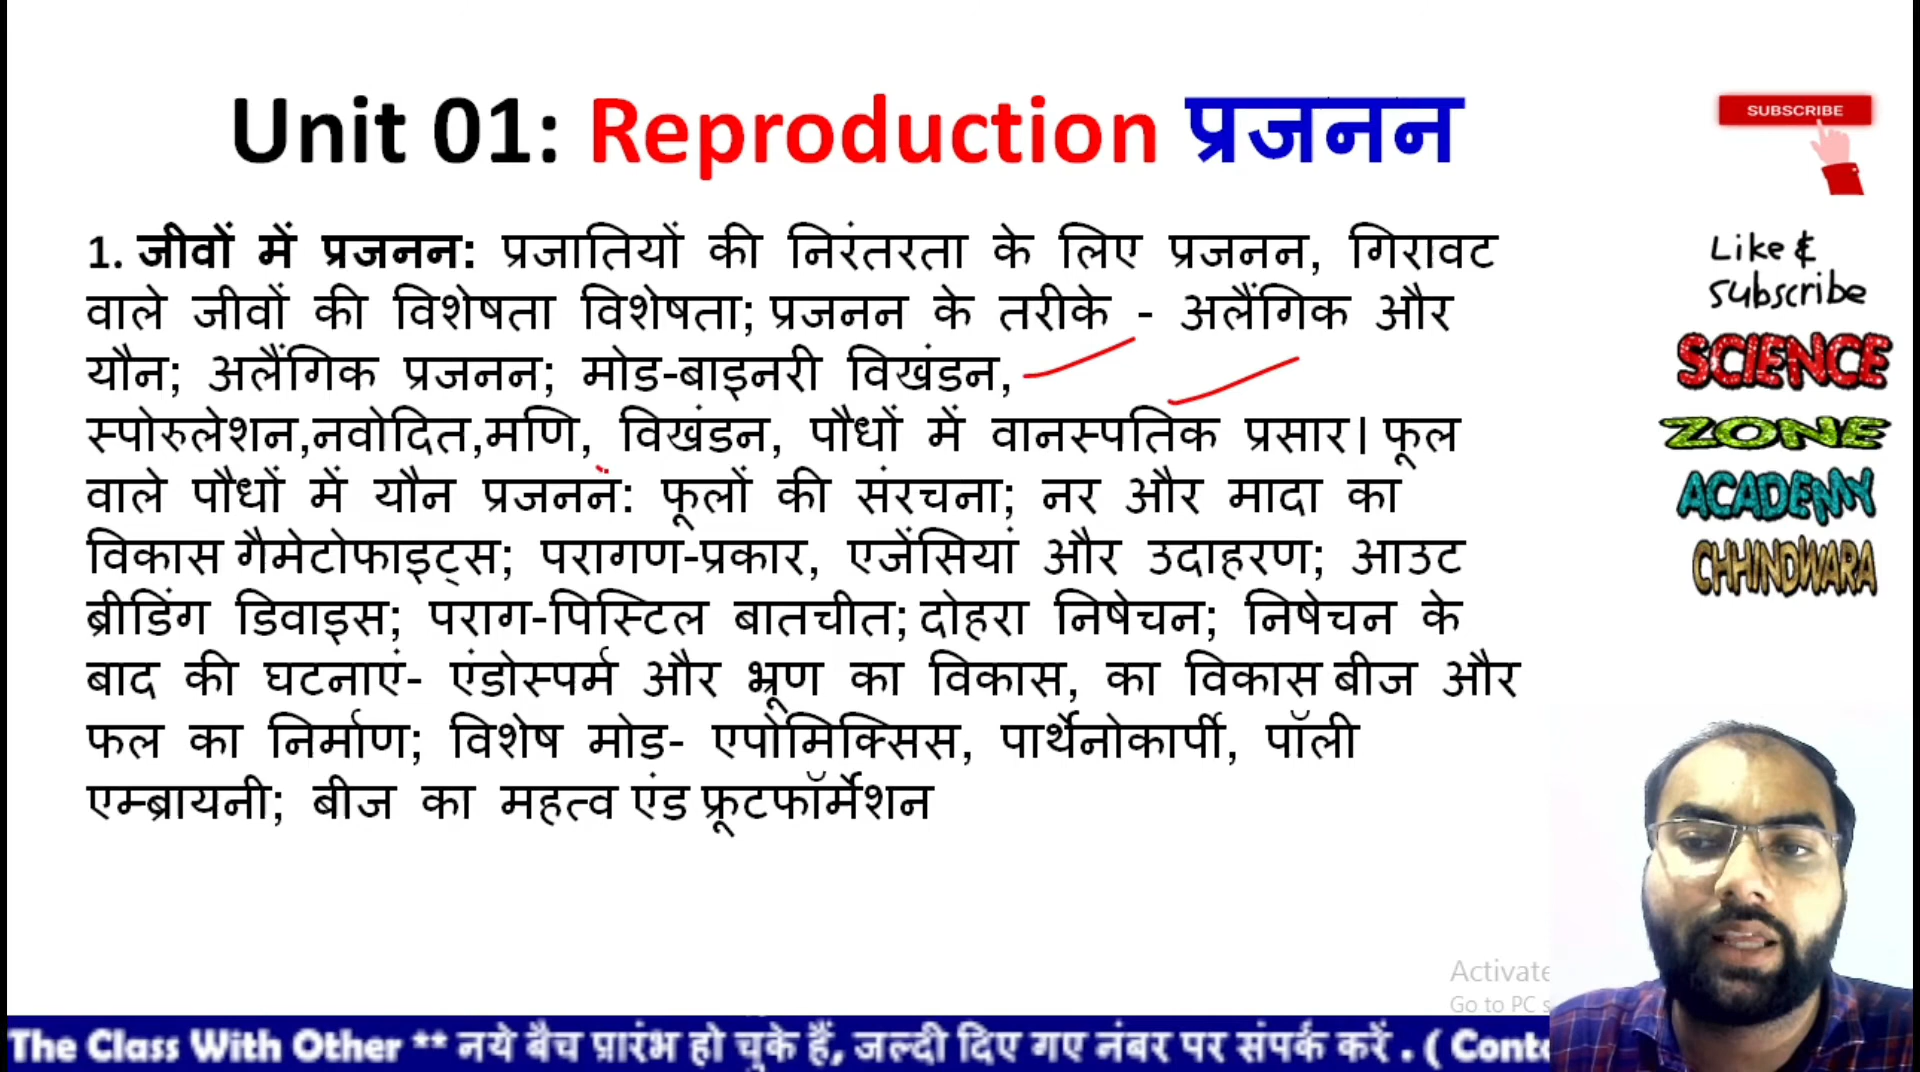 Unit 01: Reproduction प्रजनन
1. जीवों में प्रजनन: प्रजातियों की निरंतरता के लिए प्रजनन, गिरावट
वाले जीवों की विशेषता विशेषता; प्रजनन के तरीके - अलैंगिक और
यौन; अलैंगिक प्रजनन; मोड-बाइनरी विखंडन,
स्पोरुलेशन,नवोदित,मणि, विखंडन, पौधों में वानस्पतिक प्रसार। फूल
वाले पौधों में यौन प्रजनन: फूलों की संरचना; नर और मादा का
विकास गैमेटोफाइट्स; परागण-प्रकार, एजेंसियां और उदाहरण; आउट
ब्रीडिंग डिवाइस; पराग-पिस्टिल बातचीत; दोहरा निषेचन; निषेचन के
बाद की घटनाएं- एंडोस्पर्म और भ्रूण का विकास, का विकास बीज और
फल का निर्माण; विशेष मोड- एपोमिक्सिस, पार्थेनोकार्पी, पॉली
एम्ब्रायनी; बीज का महत्व एंड फ्रूटफॉर्मेशन
SUBSCRIBE
Like &
Subscribe
SCIENCE
ZONE
ACADEMY
CHHINDWARA
Activate
Go to PC s
The Class With Other ** नये बैच प्रारंभ हो चुके हैं, जल्दी दिए गए नंबर पर संपर्क करें . ( Conte